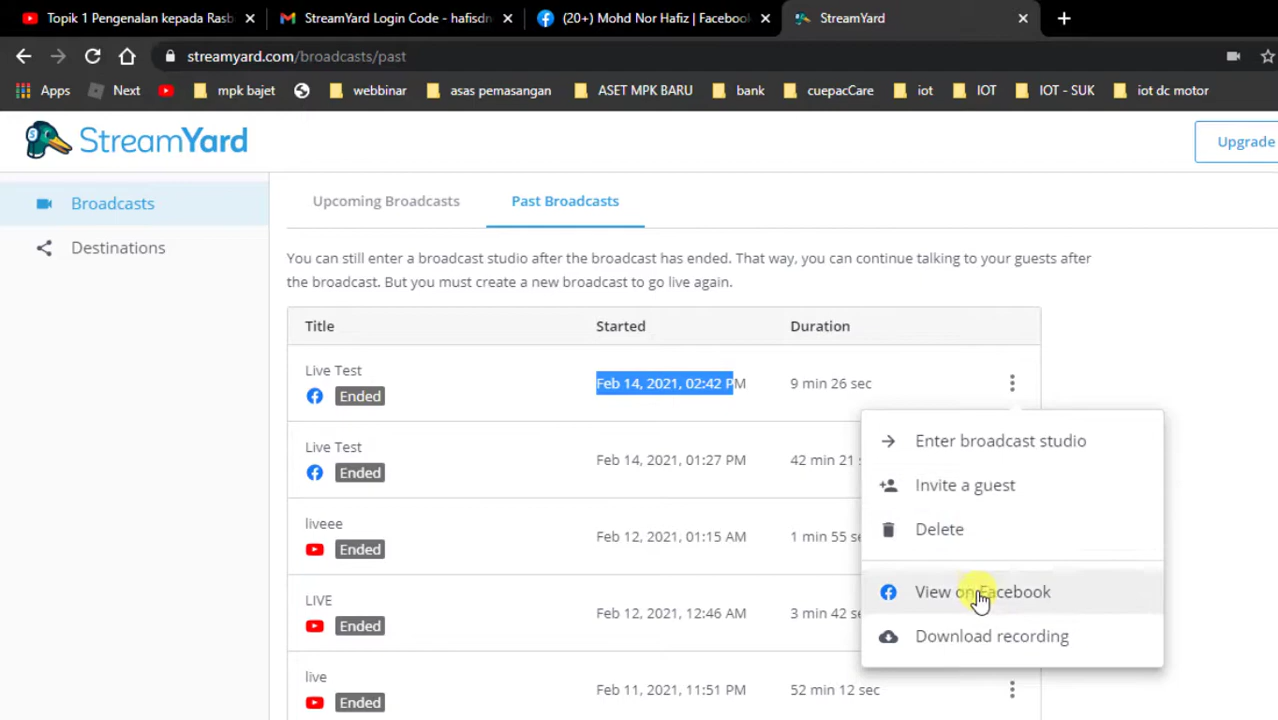 Topik 1 Pengenalan kepada Rasb
StreamYard Login Code - hafisdn
(20+) Mohd Nor Hafiz | Facebook
StreamYard
streamyard.com/broadcasts/past
Apps
Next
mpk bajet
webbinar
asas pemasangan
ASET MPK BARU
bank
cuepacCare
iot
IOT
IOT - SUK
iot dc motor
StreamYard
Upgrade
Broadcasts
Destinations
Upcoming Broadcasts
Past Broadcasts
You can still enter a broadcast studio after the broadcast has ended. That way, you can continue talking to your guests after
the broadcast. But you must create a new broadcast to go live again.
Title Started Duration
Live Test
Ended
Feb 14, 2021, 02:42 PM
9 min 26 sec
Live Test
Ended
Feb 14, 2021, 01:27 PM
42 min 21
liveee
Ended
Feb 12, 2021, 01:15 AM
1 min 55 se
LIVE
Ended
Feb 12, 2021, 12:46 AM
3 min 42 se
live
Ended
Feb 11, 2021, 11:51 PM
52 min 12 sec
Enter broadcast studio
Invite a guest
Delete
View on Facebook
Download recording